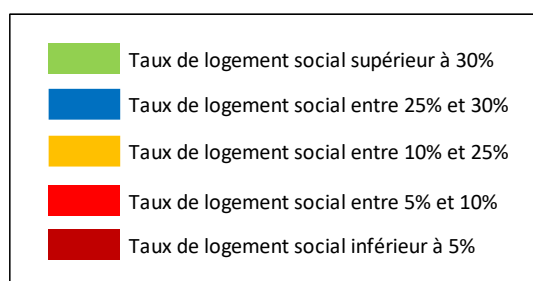 Taux de logement social supérieur à 30%
Taux de logement social entre 25% et 30%
Taux de logement social entre 10% et 25%
Taux de logement social entre 5% et 10%
Taux de logement social inférieur à 5%